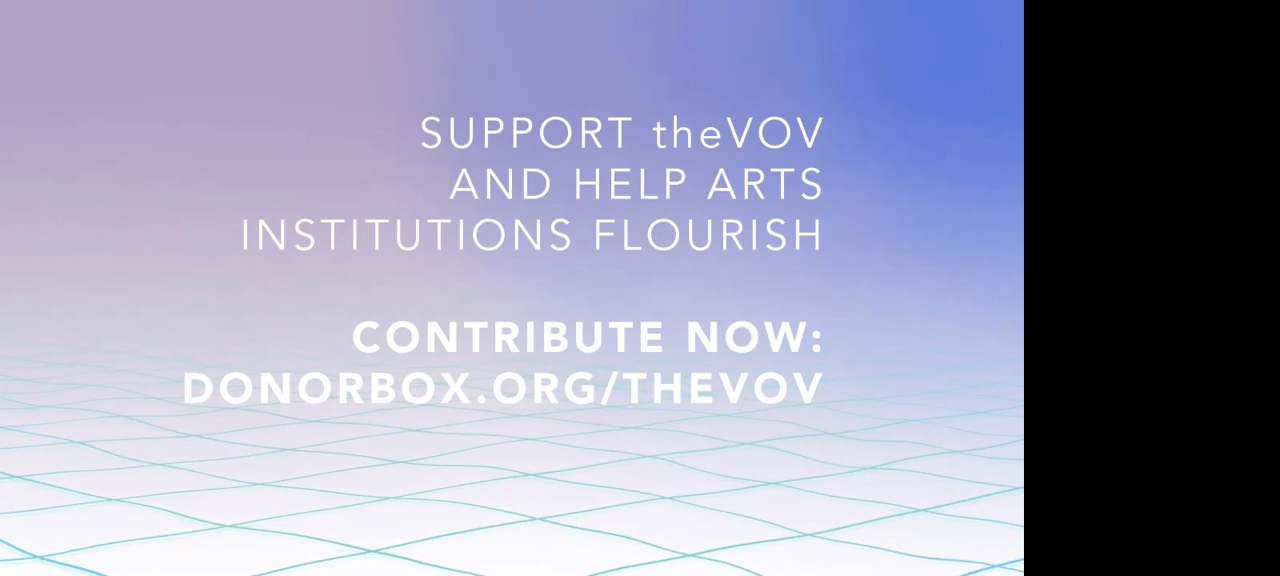 SUPPORT theVOV
AND HELP ARTS
INSTITUTIONS FLOURISH
CONTRIBUTE NOW:
DONORBOX.ORG/THEVOV